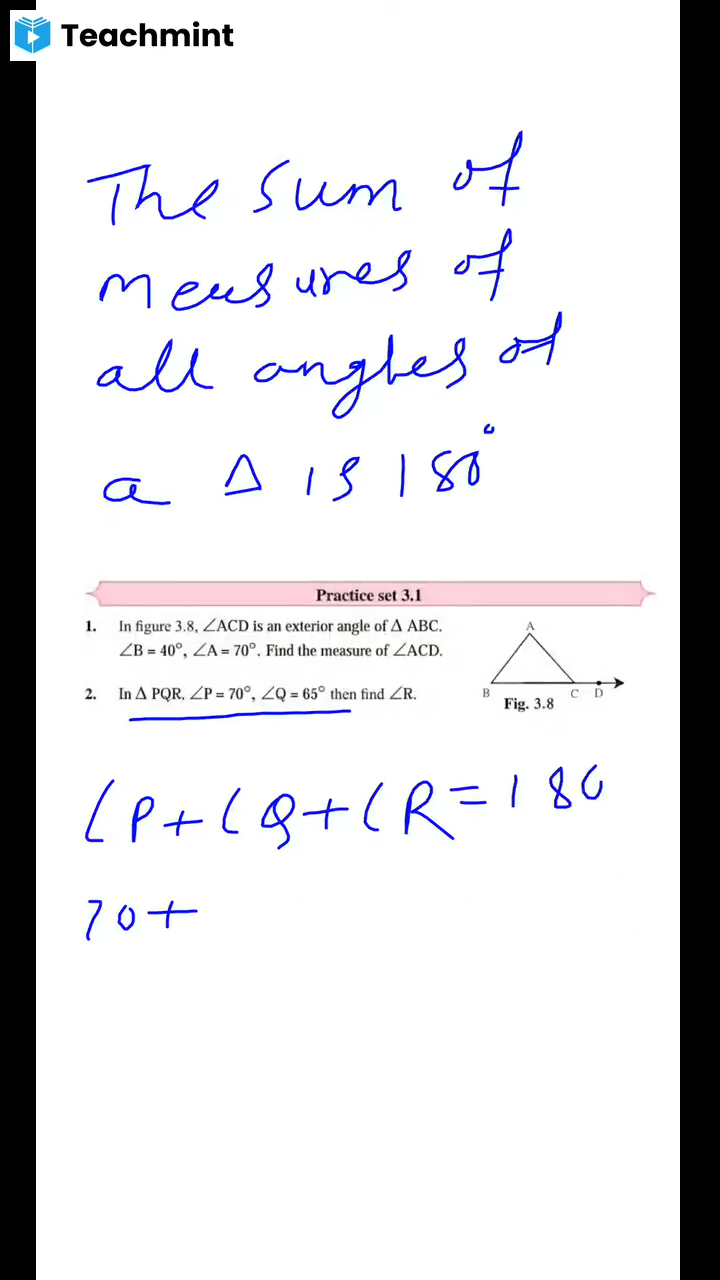 Teachmint
The sum of
measures of
all angles of
a Δ is 180°
Practice set 3.1
1. In figure 3.8, ∠ACD is an exterior angle of Δ ABC.
∠B = 40°, ∠A = 70°. Find the measure of ∠ACD.
2. In Δ PQR, ∠P = 70°, ∠Q = 65° then find ∠R.
A
B C D
Fig. 3.8
∠P+∠Q+∠R=180
70+